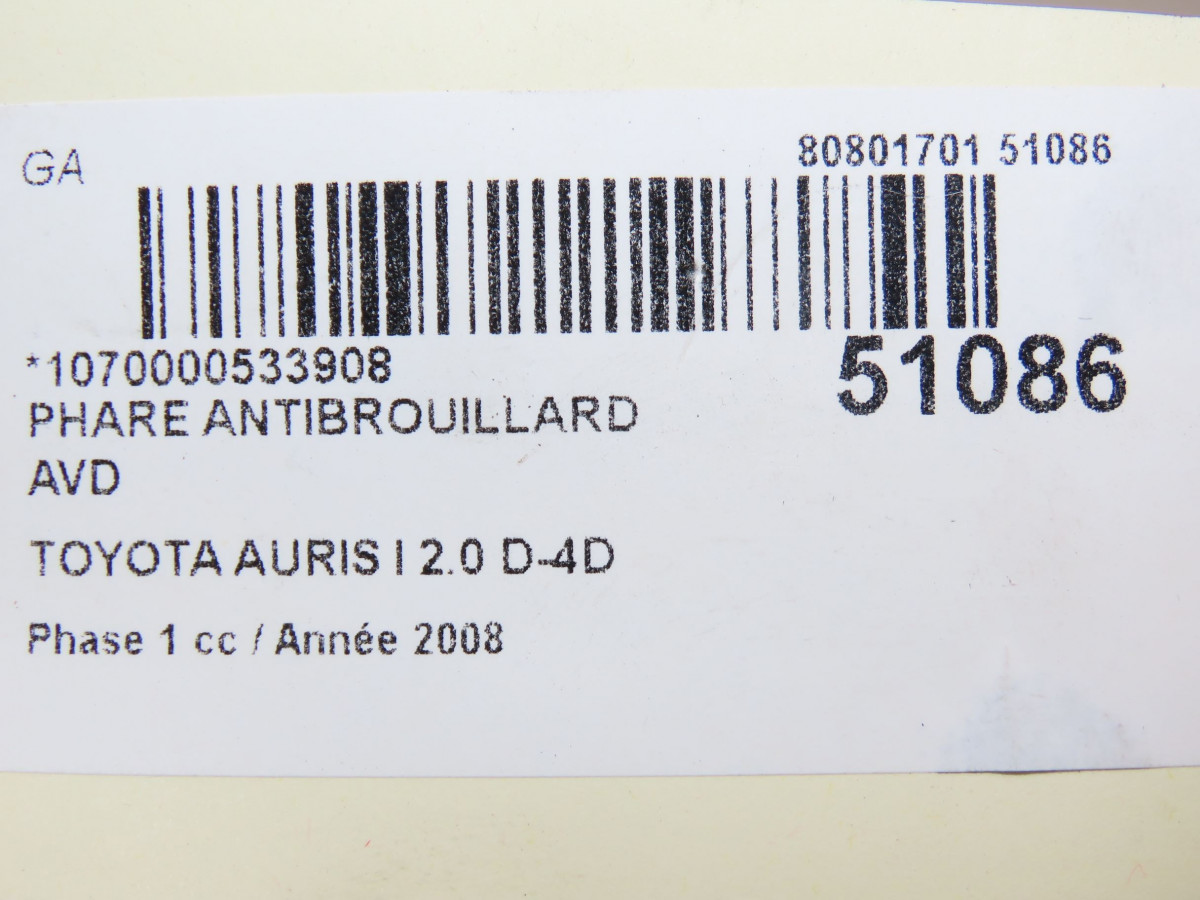 GA
80801701 51086
*1070000533908
51086
PHARE ANTIBROUILLARD
AVD
TOYOTA AURIS I 2.0 D-4D
Phase 1 cc / Année 2008